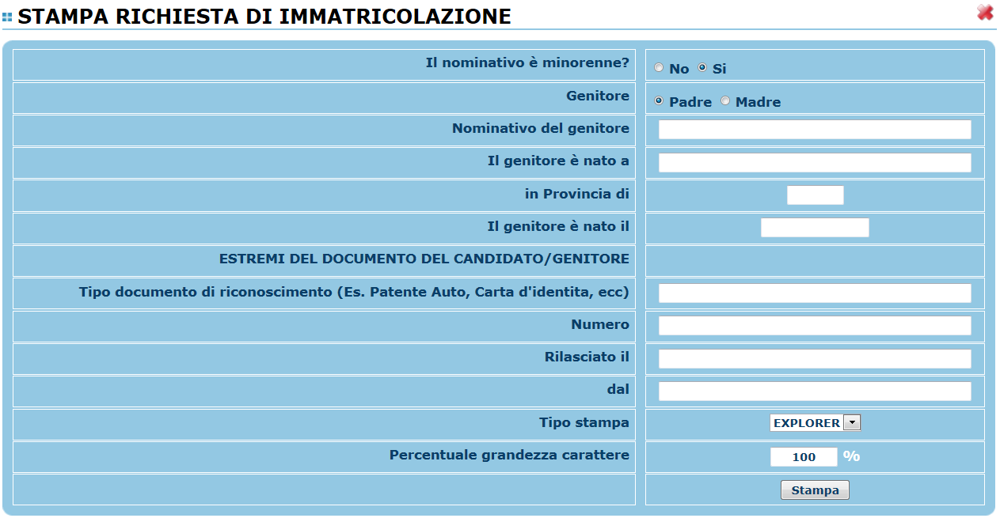 STAMPA RICHIESTA DI IMMATRICOLAZIONE
Il nominativo è minorenne? No Si
Genitore Padre Madre
Nominativo del genitore
Il genitore è nato a
in Provincia di
Il genitore è nato il
ESTREMI DEL DOCUMENTO DEL CANDIDATO/GENITORE
Tipo documento di riconoscimento (Es. Patente Auto, Carta d'identita, ecc)
Numero
Rilasciato il
dal
Tipo stampa EXPLORER
Percentuale grandezza carattere 100 %
Stampa